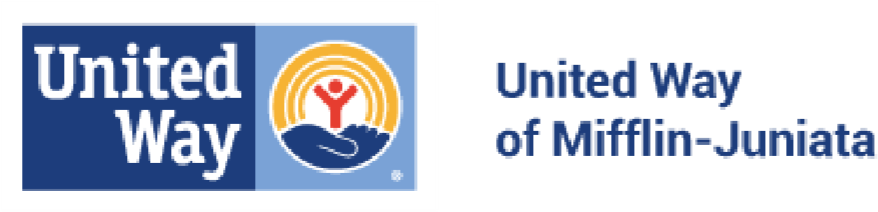 United
Way
®
United Way
of Mifflin-Juniata